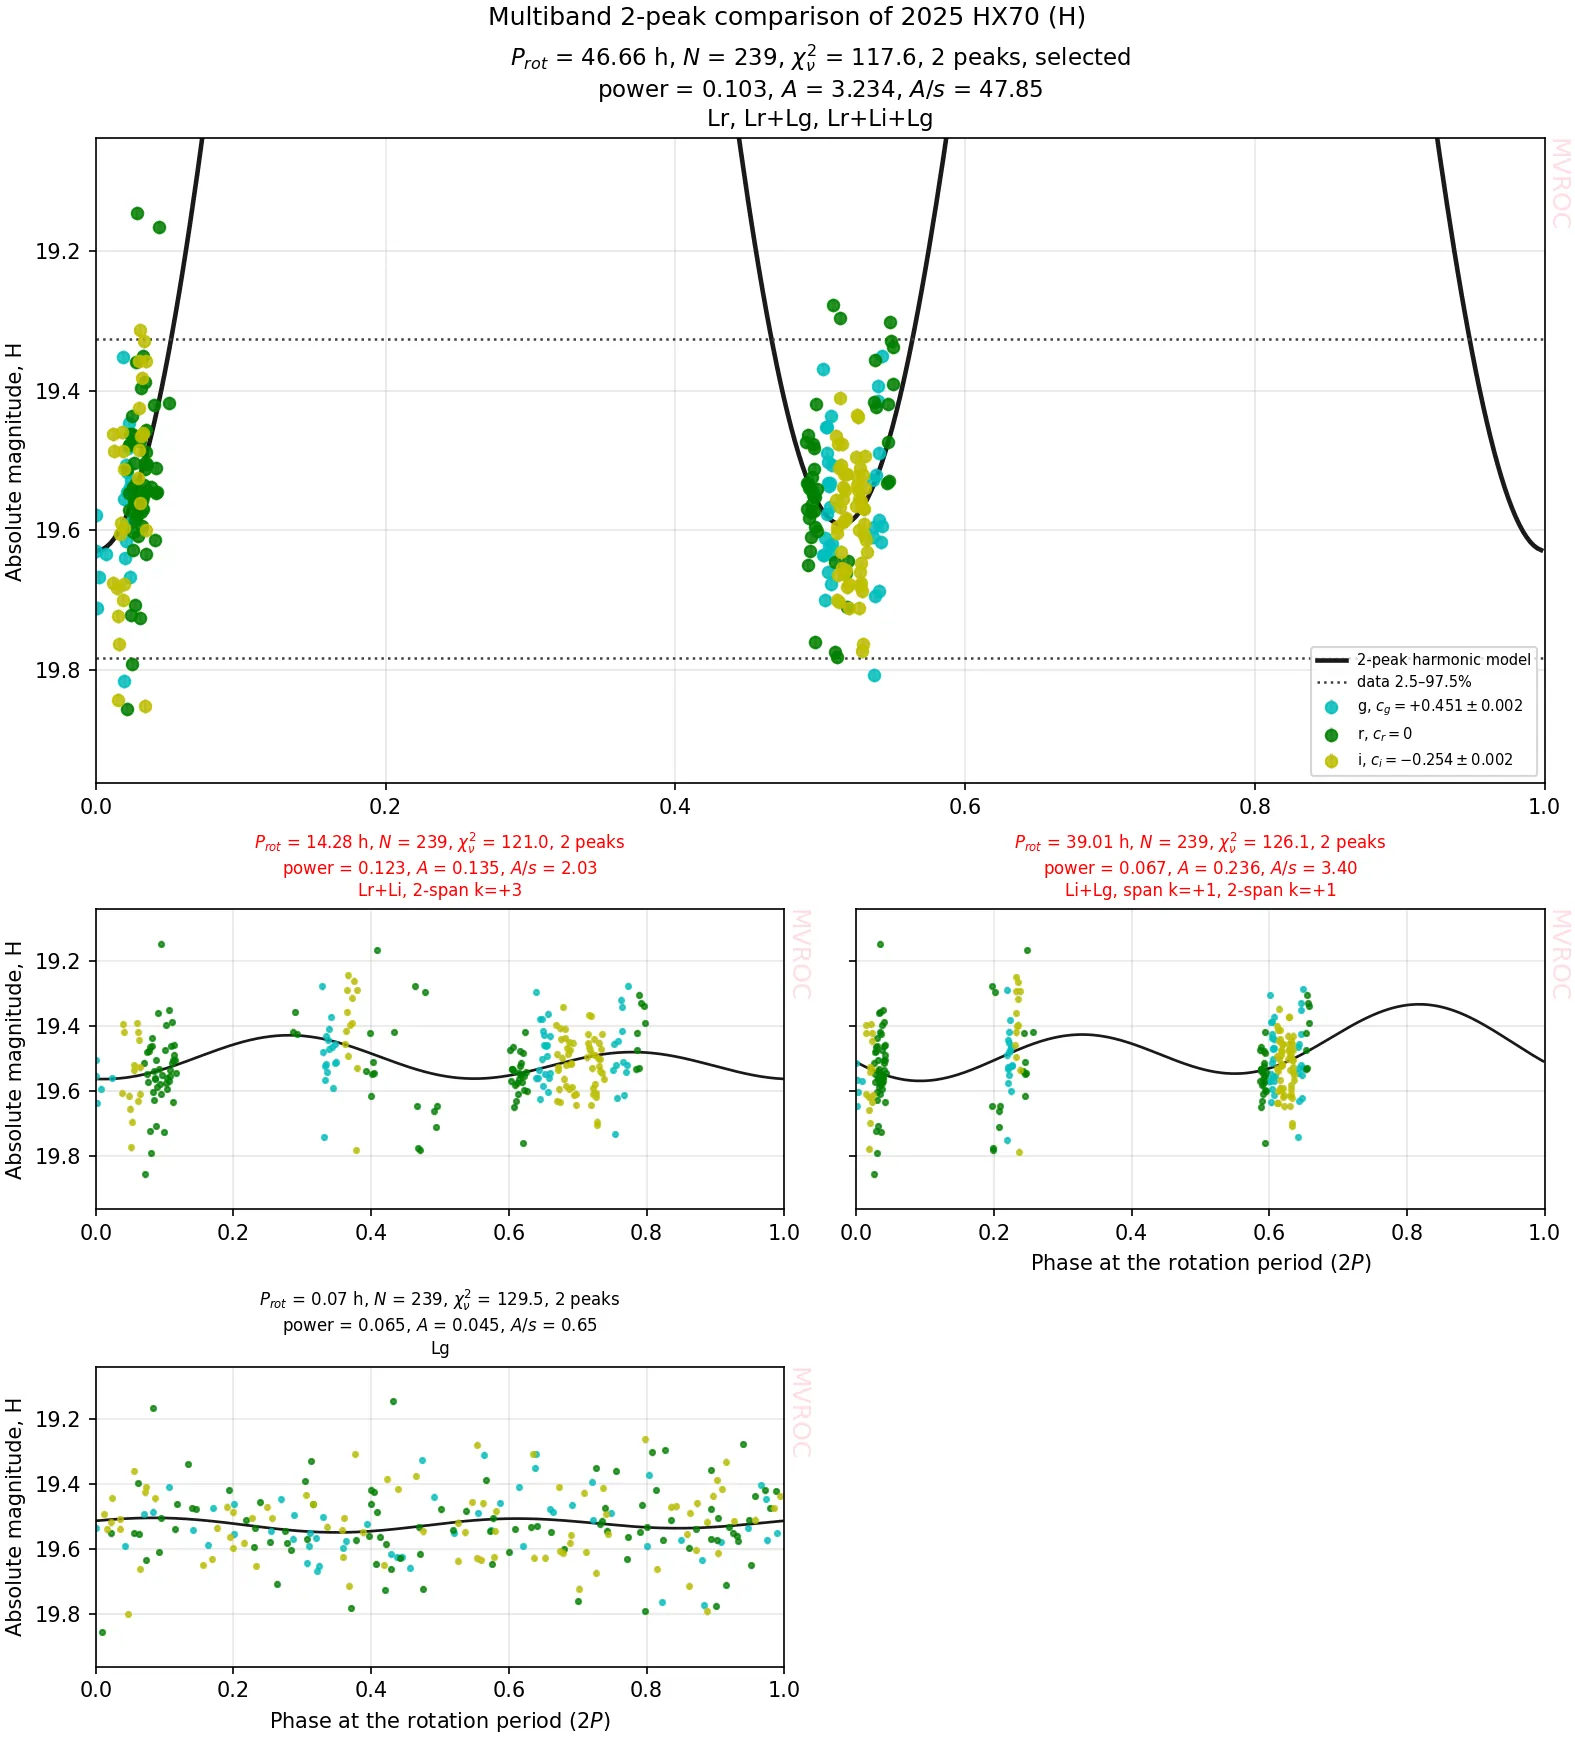 Multiband 2-peak comparison of 2025 HX70 (H)
P_rot = 46.66 h, N = 239, χ²_ν = 117.6, 2 peaks, selected
power = 0.103, A = 3.234, A/s = 47.85
Lr, Lr+Lg, Lr+Li+Lg
MVROC
Absolute magnitude, H
19.2
19.4
19.6
19.8
2-peak harmonic model
data 2.5–97.5%
g, c_g = +0.451 ± 0.002
r, c_r = 0
i, c_i = −0.254 ± 0.002
0.0 0.2 0.4 0.6 0.8 1.0
P_rot = 14.28 h, N = 239, χ²_ν = 121.0, 2 peaks
power = 0.123, A = 0.135, A/s = 2.03
Lr+Li, 2-span k=+3
MVROC
Absolute magnitude, H
19.2
19.4
19.6
19.8
0.0 0.2 0.4 0.6 0.8 1.0
P_rot = 39.01 h, N = 239, χ²_ν = 126.1, 2 peaks
power = 0.067, A = 0.236, A/s = 3.40
Li+Lg, span k=+1, 2-span k=+1
MVROC
0.0 0.2 0.4 0.6 0.8 1.0
Phase at the rotation period (2P)
P_rot = 0.07 h, N = 239, χ²_ν = 129.5, 2 peaks
power = 0.065, A = 0.045, A/s = 0.65
Lg
MVROC
Absolute magnitude, H
19.2
19.4
19.6
19.8
0.0 0.2 0.4 0.6 0.8 1.0
Phase at the rotation period (2P)